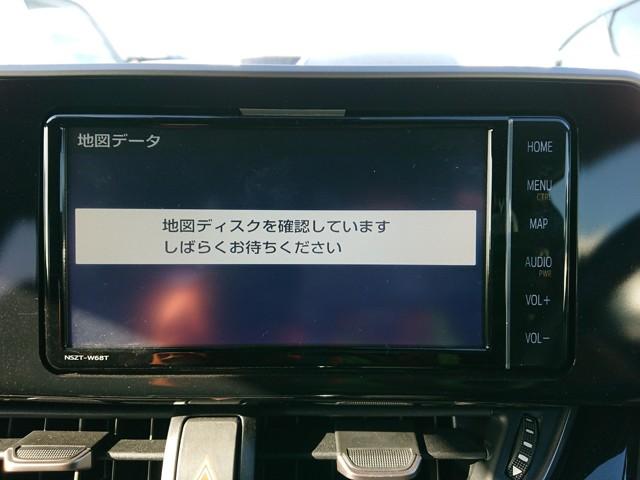 地図データ
地図ディスクを確認しています
しばらくお待ちください
NSZT-W68T
HOME
MENU
CTRL
MAP
AUDIO
PWR
VOL+
VOL-